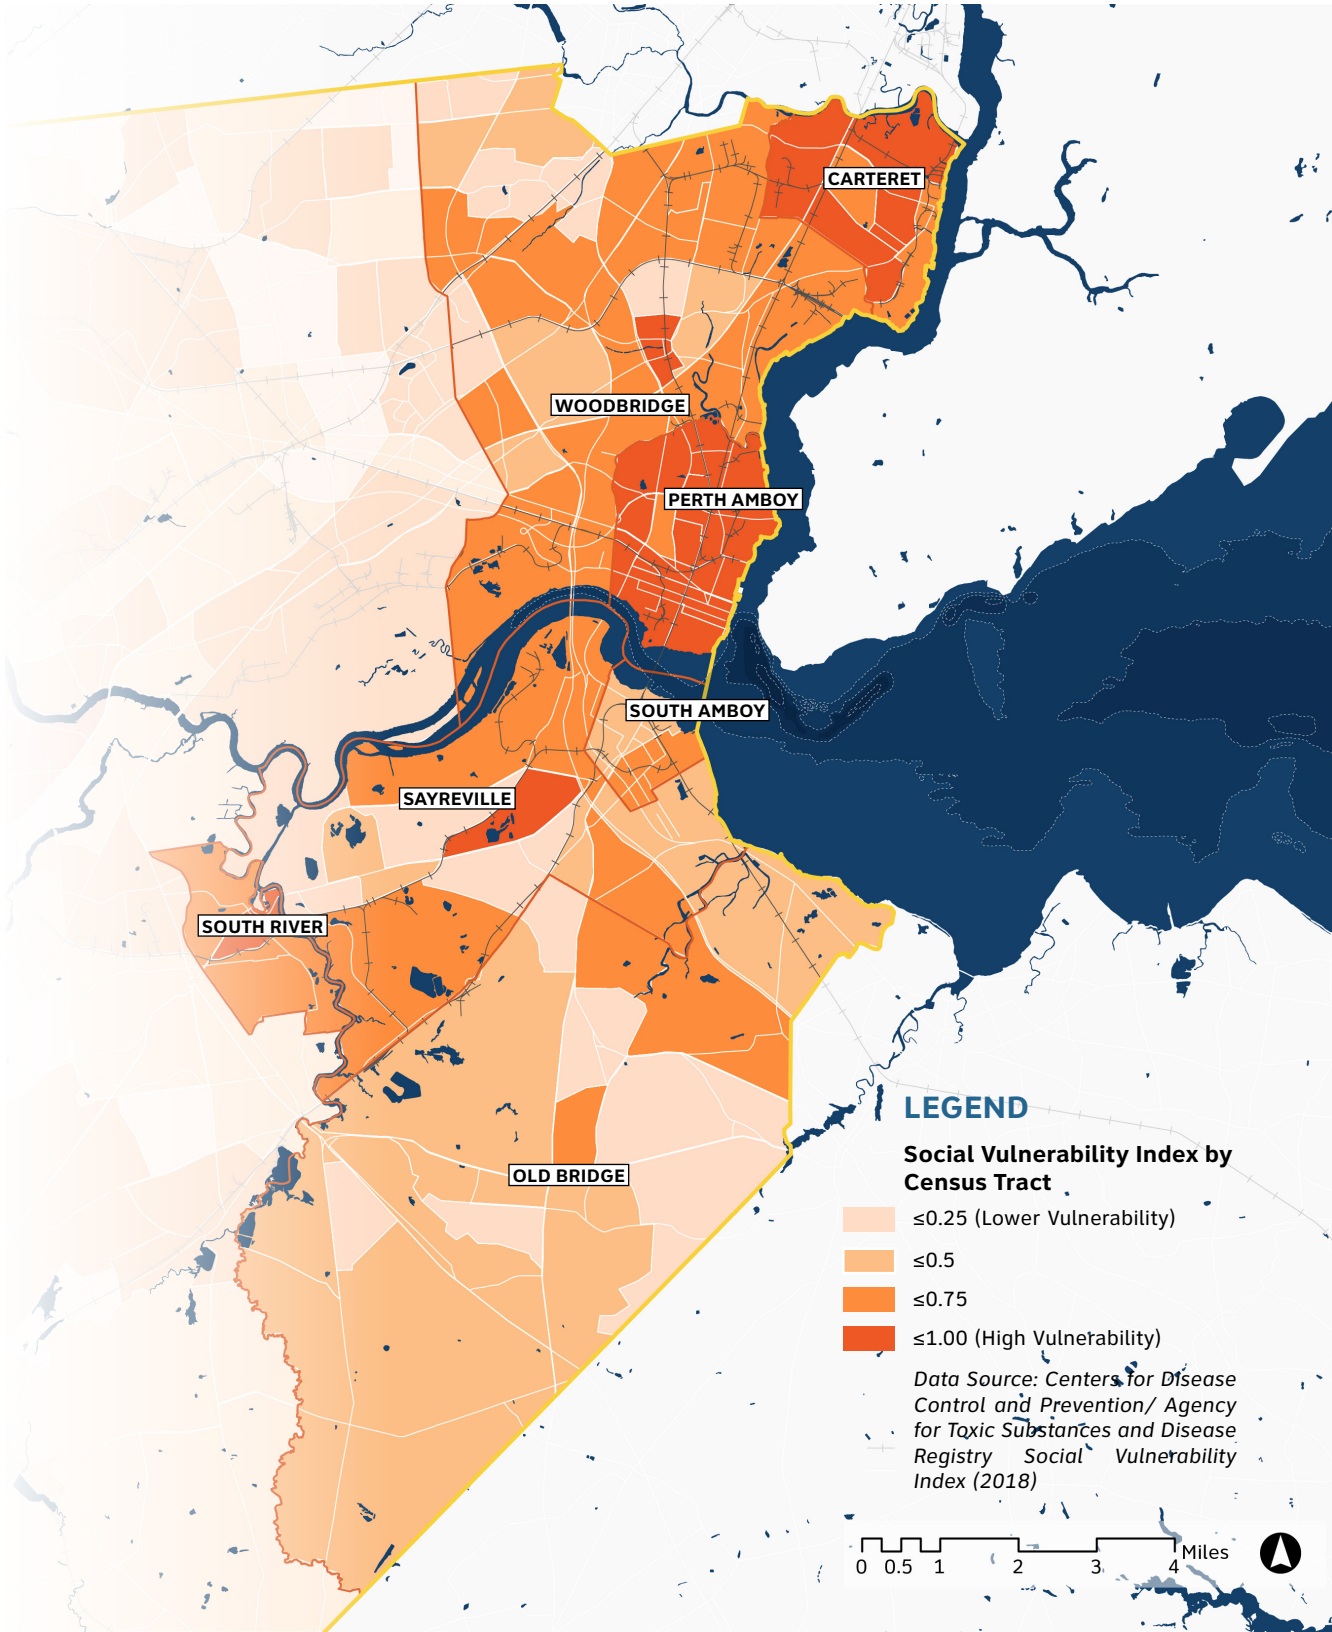 CARTERET
WOODBRIDGE
PERTH AMBOY
SOUTH AMBOY
SAYREVILLE
SOUTH RIVER
OLD BRIDGE
LEGEND
Social Vulnerability Index by
Census Tract
≤0.25 (Lower Vulnerability)
≤0.5
≤0.75
≤1.00 (High Vulnerability)
Data Source: Centers for Disease
Control and Prevention/ Agency
for Toxic Substances and Disease
Registry Social Vulnerability
Index (2018)
0 0.5 1 2 3 4 Miles